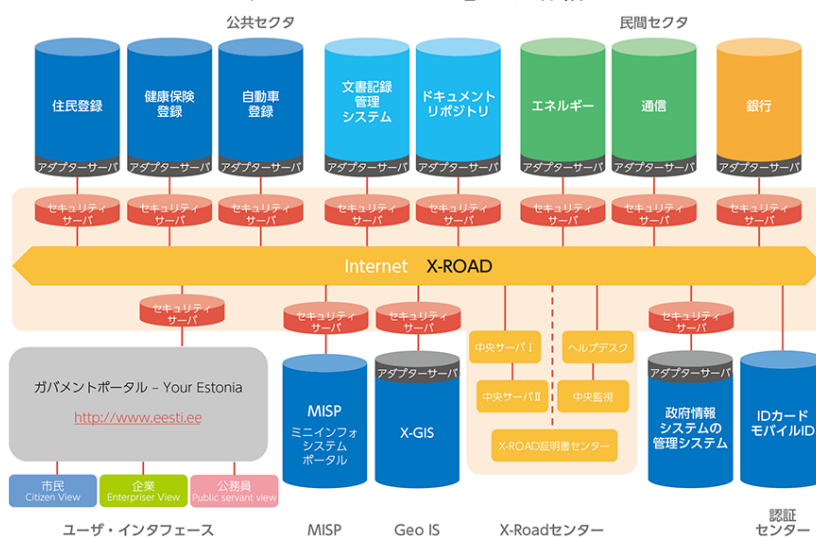 公共セクタ
民間セクタ
住民登録
健康保険
登録
自動車
登録
文書記録
管理
システム
ドキュメント
リポジトリ
エネルギー
通信
銀行
アダプターサーバ
アダプターサーバ
アダプターサーバ
アダプターサーバ
アダプターサーバ
アダプターサーバ
アダプターサーバ
アダプターサーバ
セキュリティ
サーバ
セキュリティ
サーバ
セキュリティ
サーバ
セキュリティ
サーバ
セキュリティ
サーバ
セキュリティ
サーバ
セキュリティ
サーバ
セキュリティ
サーバ
Internet X-ROAD
セキュリティ
サーバ
セキュリティ
サーバ
セキュリティ
サーバ
セキュリティ
サーバ
ガバメントポータル – Your Estonia
http://www.eesti.ee
市民
Citizen View
企業
Enterpriser View
公務員
Public servant view
MISP
ミニインフォ
システム
ポータル
アダプターサーバ
X-GIS
中央サーバ I
ヘルプデスク
中央サーバ II
中央監視
X-ROAD証明書センター
アダプターサーバ
政府情報
システムの
管理システム
IDカード
モバイルID
ユーザ・インタフェース
MISP
Geo IS
X-Roadセンター
認証
センター